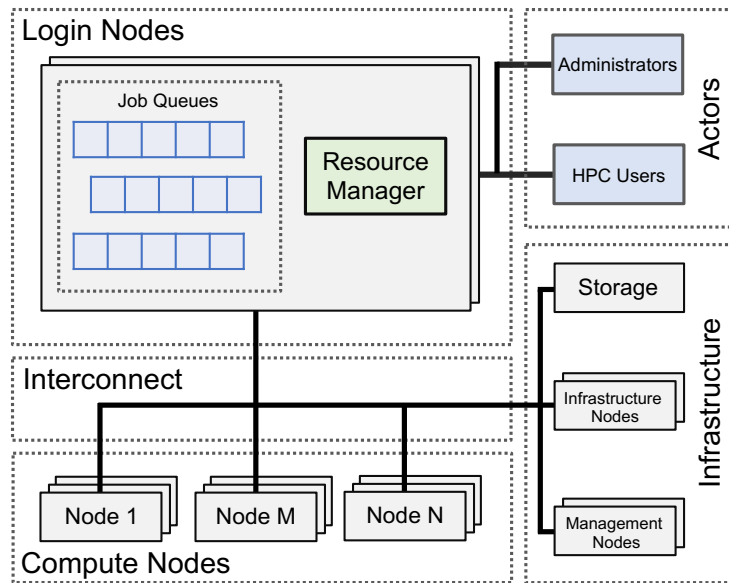 Login Nodes
Job Queues
Resource
Manager
Administrators
HPC Users
Actors
Interconnect
Storage
Infrastructure
Nodes
Management
Nodes
Infrastructure
Node 1
Node M
Node N
Compute Nodes